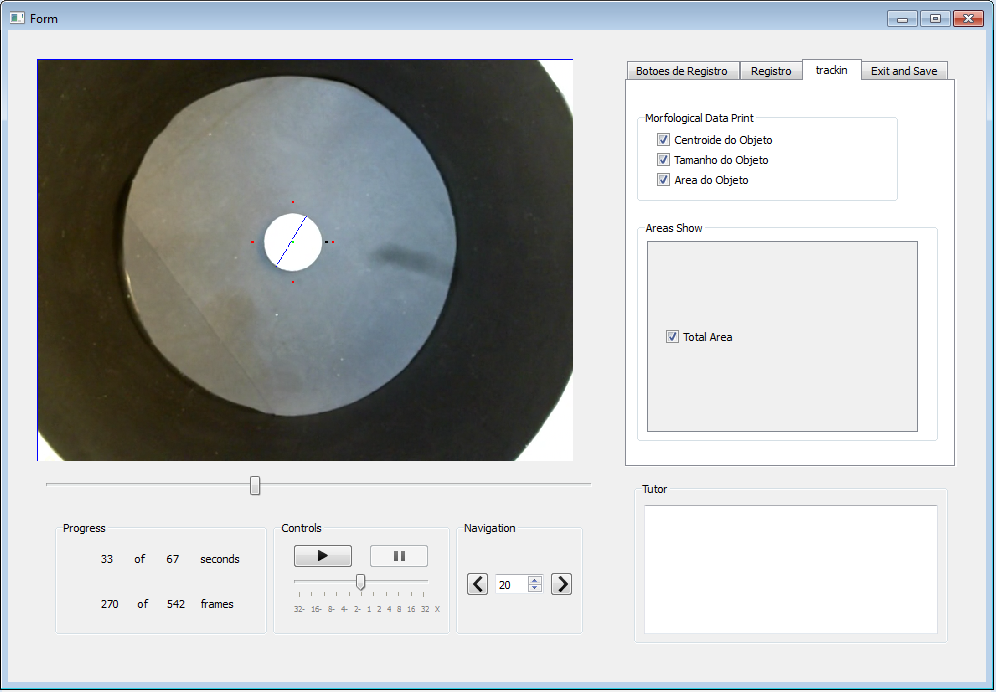 Form
Botoes de Registro Registro trackin Exit and Save
Morfological Data Print
Centroide do Objeto
Tamanho do Objeto
Area do Objeto
Areas Show
Total Area
Tutor
Progress
33 of 67 seconds
270 of 542 frames
Controls
32- 16- 8- 4- 2- 1 2 4 8 16 32 X
Navigation
20